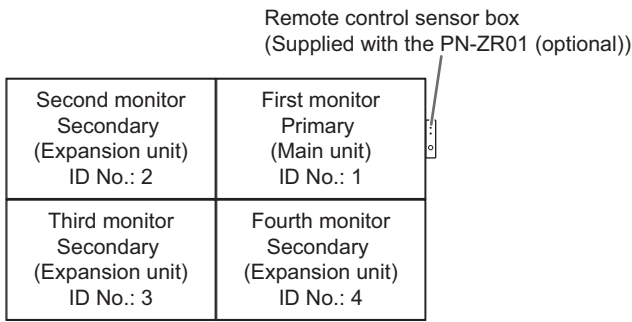 Remote control sensor box
(Supplied with the PN-ZR01 (optional))
Second monitor
Secondary
(Expansion unit)
ID No.: 2
First monitor
Primary
(Main unit)
ID No.: 1
Third monitor
Secondary
(Expansion unit)
ID No.: 3
Fourth monitor
Secondary
(Expansion unit)
ID No.: 4